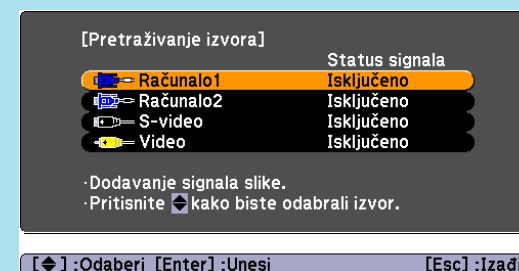 [Pretraživanje izvora]
Status signala
Računalo1 Isključeno
Računalo2 Isključeno
S-video Isključeno
Video Isključeno
·Dodavanje signala slike.
·Pritisnite kako biste odabrali izvor.
[ ] :Odaberi [Enter] :Unesi [Esc] :Izađi